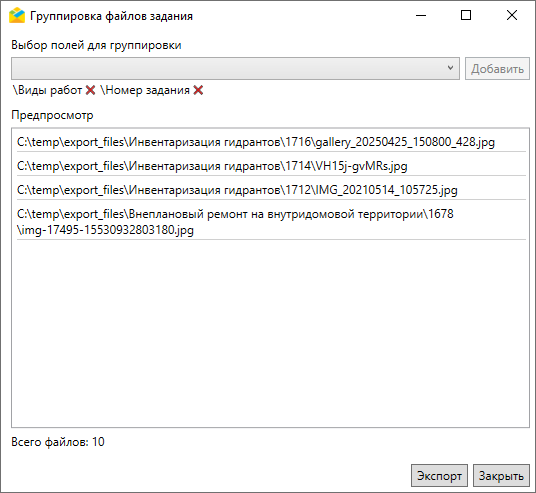 Группировка файлов задания
Выбор полей для группировки
Добавить
\Виды работ \Номер задания
Предпросмотр
C:\temp\export_files\Инвентаризация гидрантов\1716\gallery_20250425_150800_428.jpg
C:\temp\export_files\Инвентаризация гидрантов\1714\VH15j-gvMRs.jpg
C:\temp\export_files\Инвентаризация гидрантов\1712\IMG_20210514_105725.jpg
C:\temp\export_files\Внеплановый ремонт на внутридомовой территории\1678
\img-17495-15530932803180.jpg
Всего файлов: 10
Экспорт Закрыть